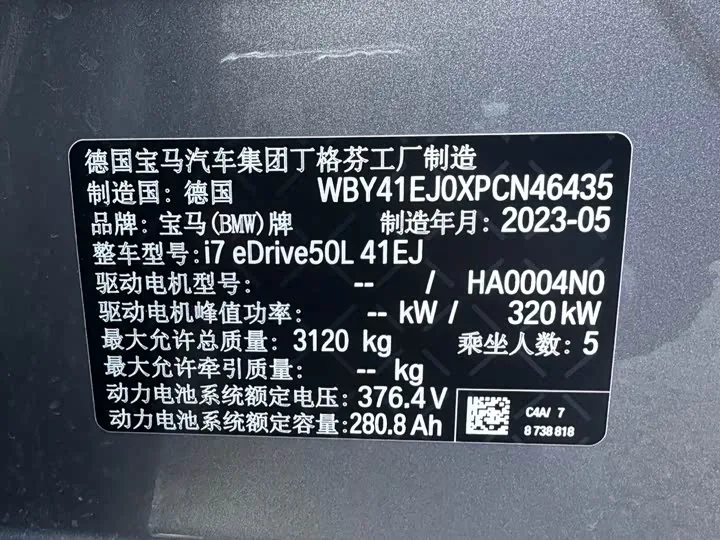 德国宝马汽车集团丁格芬工厂制造
制造国: 德国 WBY41EJ0XPCN46435
品牌: 宝马(BMW)牌 制造年月: 2023-05
整车型号: i7 eDrive50L 41EJ
驱动电机型号: -- / HA0004N0
驱动电机峰值功率: -- kW / 320 kW
最大允许总质量: 3120 kg 乘坐人数: 5
最大允许牵引质量: -- kg
动力电池系统额定电压: 376.4 V
动力电池系统额定容量: 280.8 Ah
C4A/ 7
8 738 818